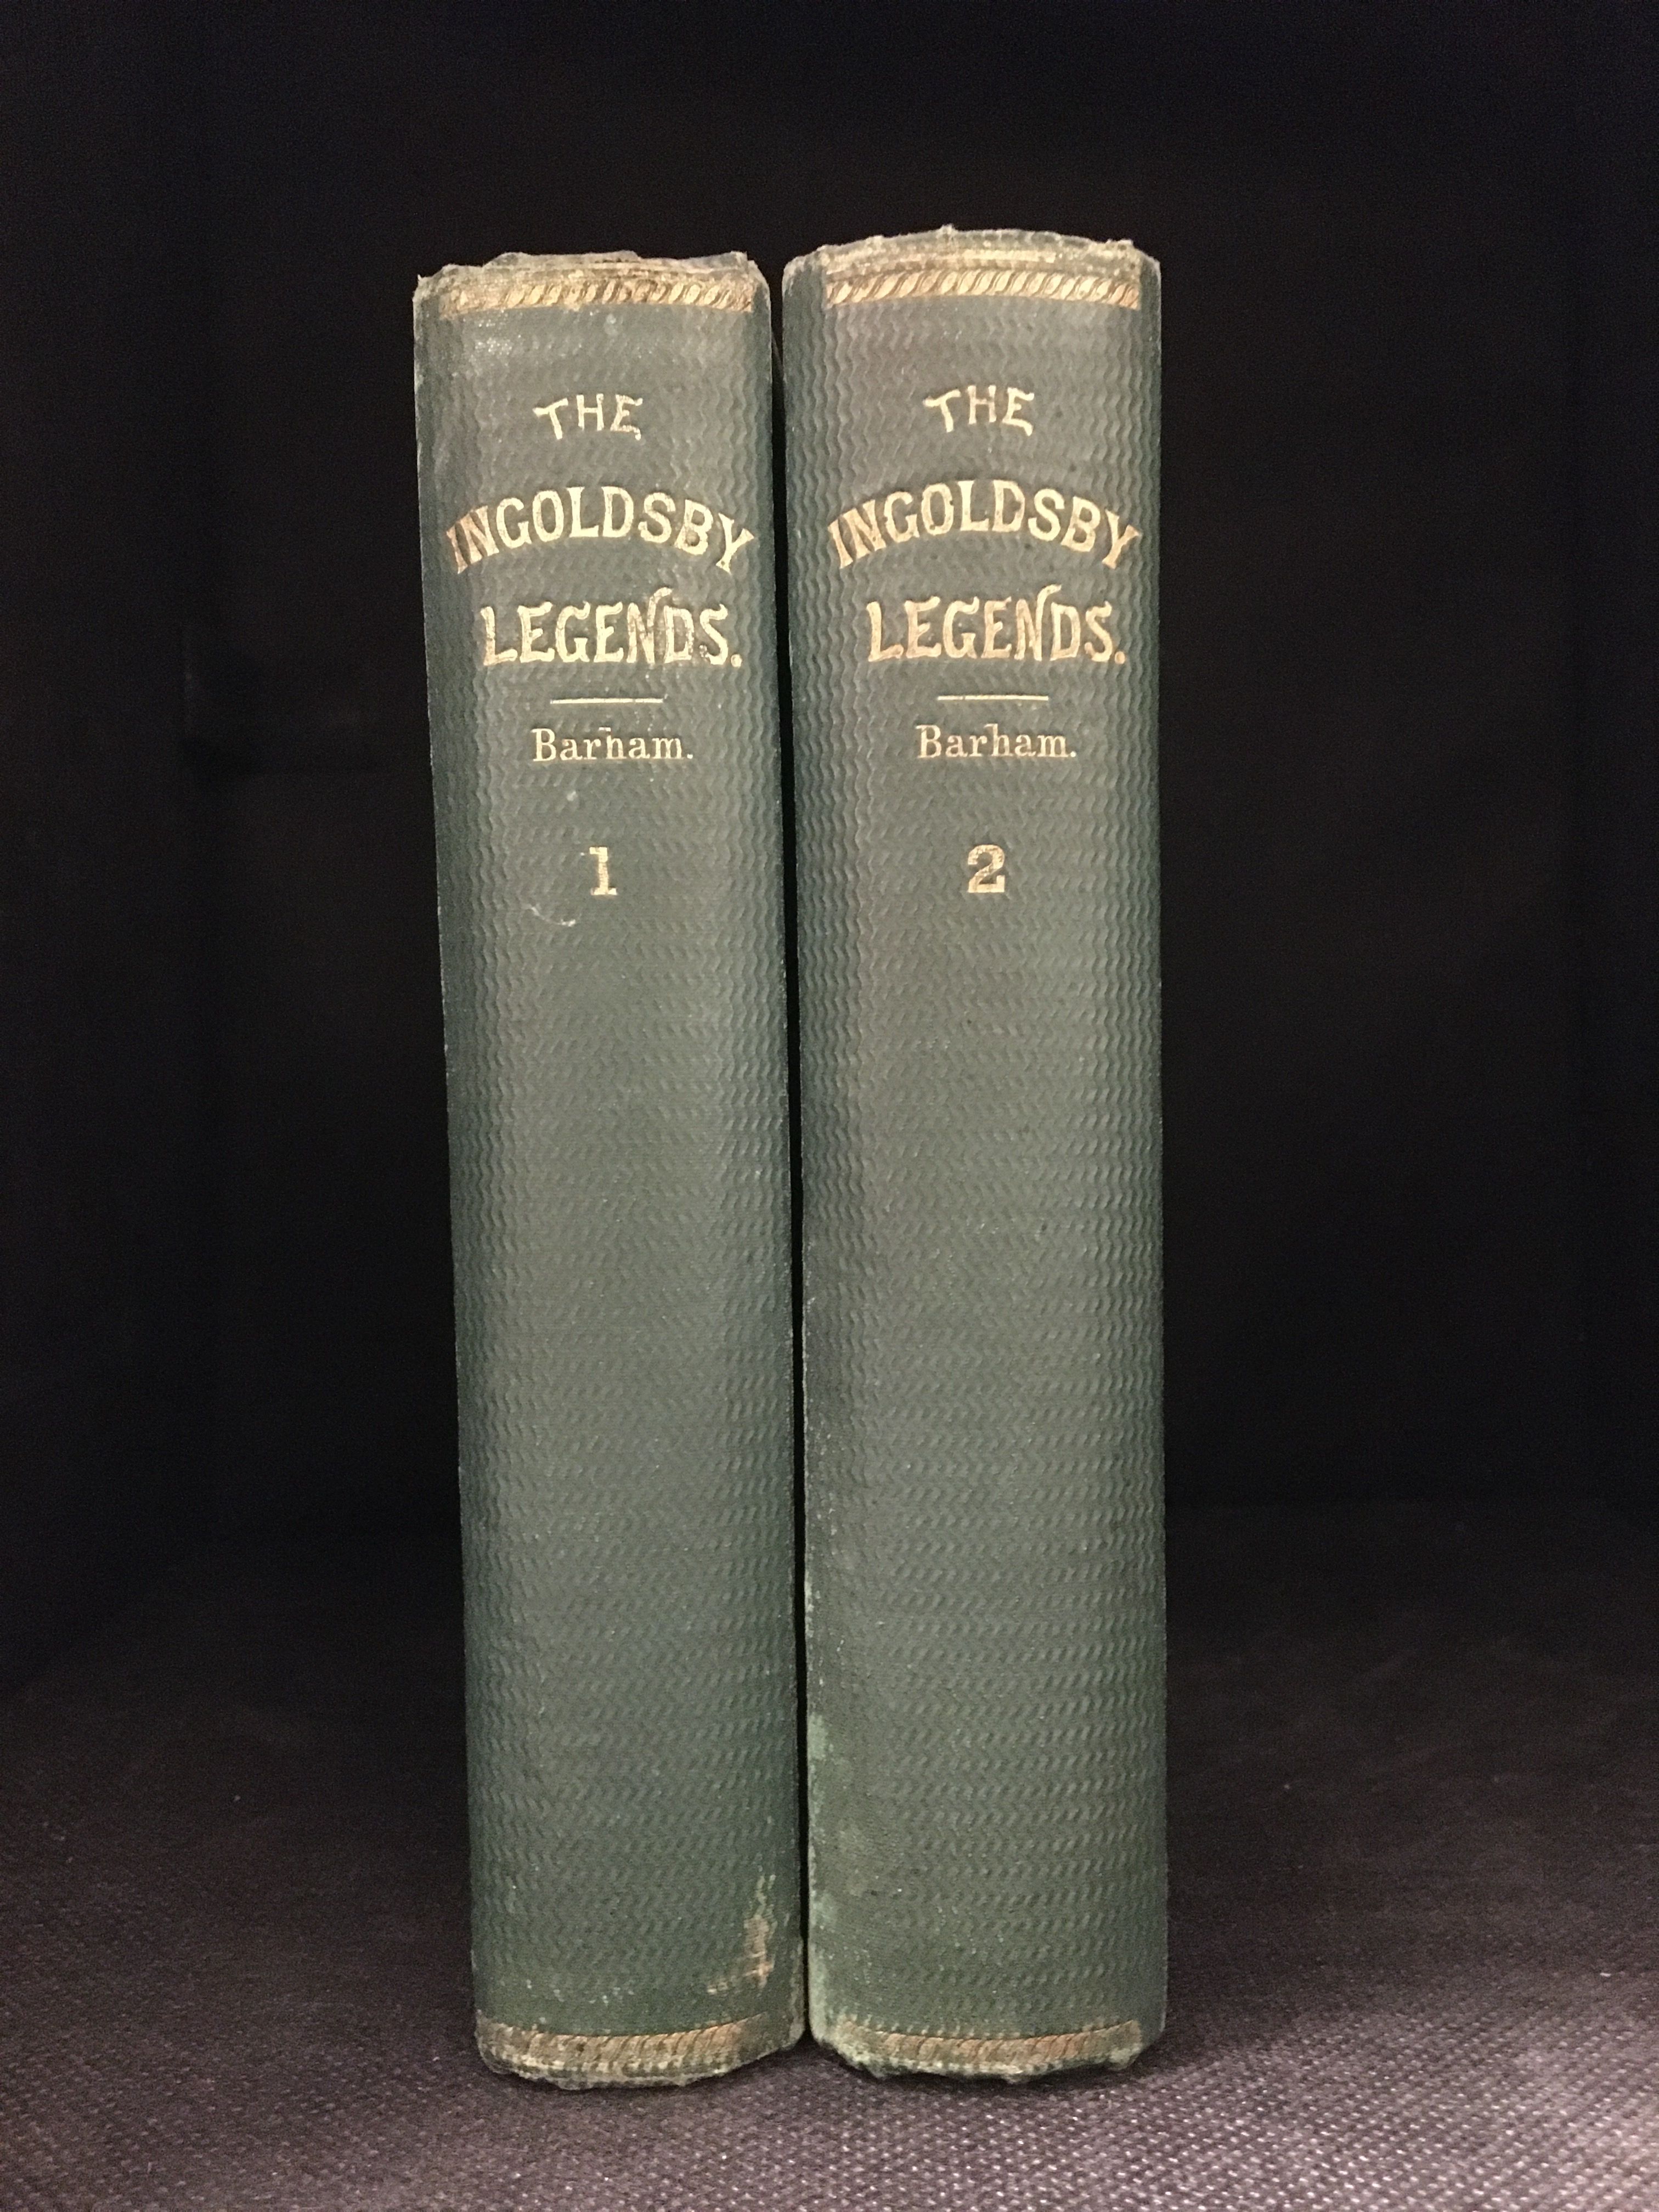 THE
INGOLDSBY
LEGENDS.
Barham.
1
THE
INGOLDSBY
LEGENDS.
Barham.
2